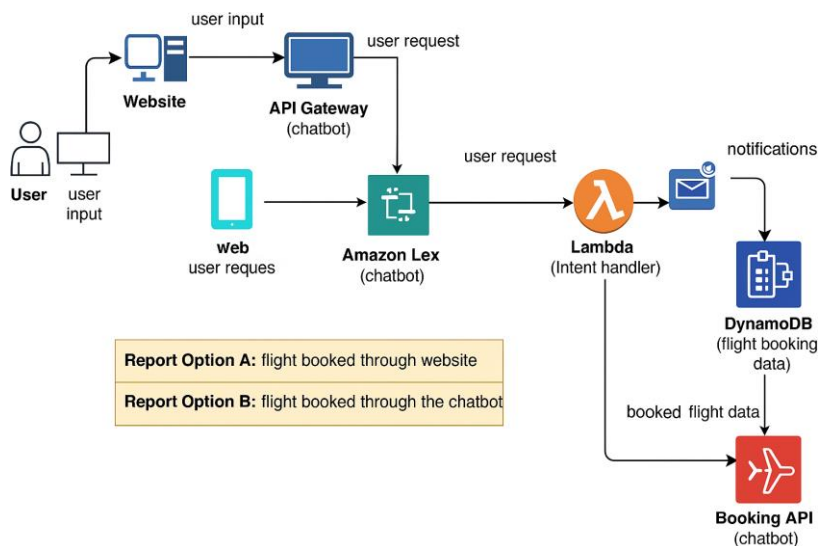 user input
user request
Website
API Gateway
(chatbot)
User
user
input
user request
notifications
web
user reques
Amazon Lex
(chatbot)
Lambda
(Intent handler)
DynamoDB
(flight booking
data)
Report Option A: flight booked through website
Report Option B: flight booked through the chatbot
booked flight data
Booking API
(chatbot)